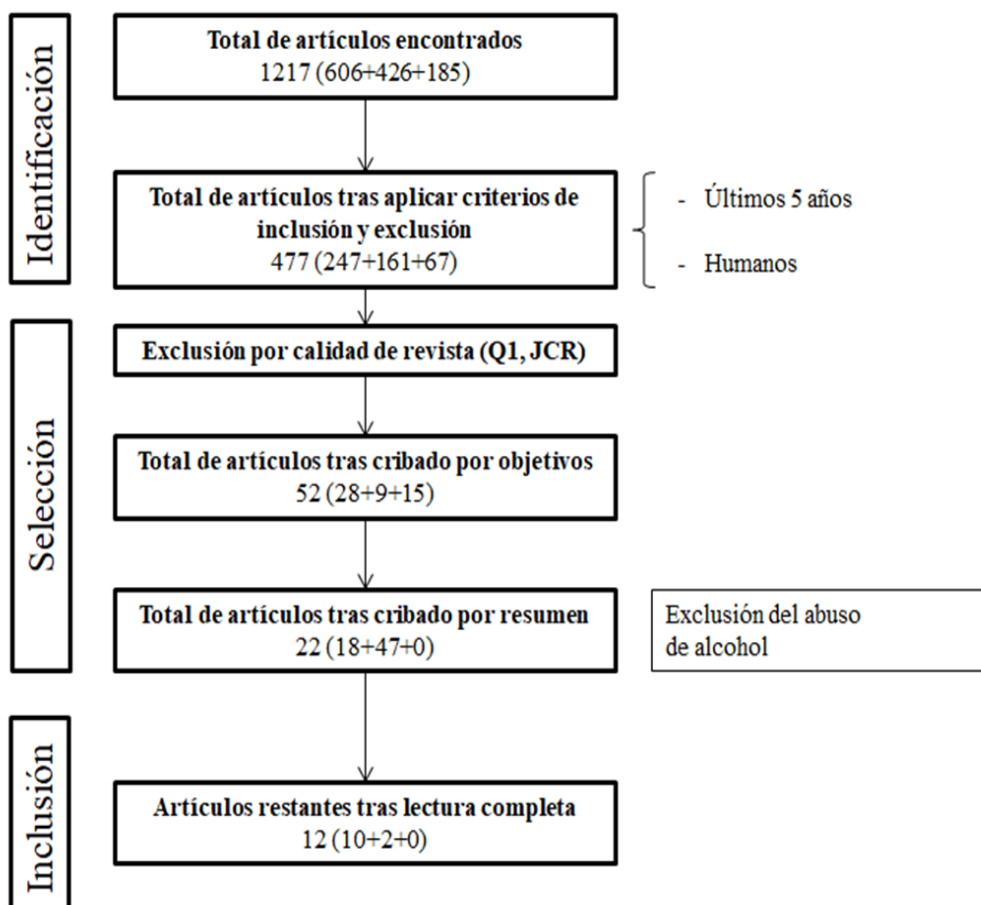 Identificación
Total de artículos encontrados
1217 (606+426+185)
Total de artículos tras aplicar criterios de
inclusión y exclusión
477 (247+161+67)
- Últimos 5 años
- Humanos
Selección
Exclusión por calidad de revista (Q1, JCR)
Total de artículos tras cribado por objetivos
52 (28+9+15)
Total de artículos tras cribado por resumen
22 (18+47+0)
Exclusión del abuso
de alcohol
Inclusión
Artículos restantes tras lectura completa
12 (10+2+0)